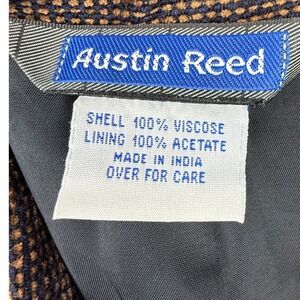 Austin Reed
SHELL 100% VISCOSE
LINING 100% ACETATE
MADE IN INDIA
OVER FOR CARE